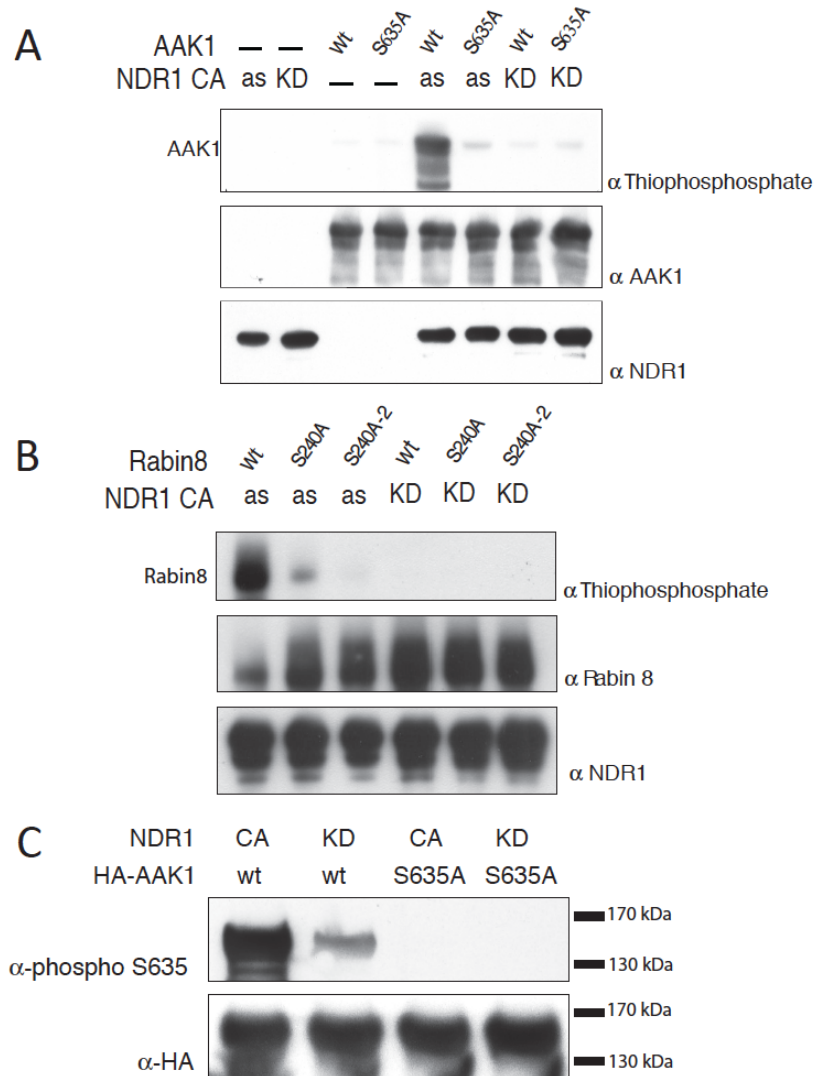 A
AAK1 — — Wt S635A Wt S635A Wt S635A
NDR1 CA as KD — — as as KD KD
AAK1
α Thiophosphosphate
α AAK1
α NDR1
B
Rabin8 Wt S240A S240A-2 Wt S240A S240A-2
NDR1 CA as as as KD KD KD
Rabin8
α Thiophosphosphate
α Rabin 8
α NDR1
C
NDR1 CA KD CA KD
HA-AAK1 wt wt S635A S635A
170 kDa
α-phospho S635 130 kDa
170 kDa
α-HA 130 kDa